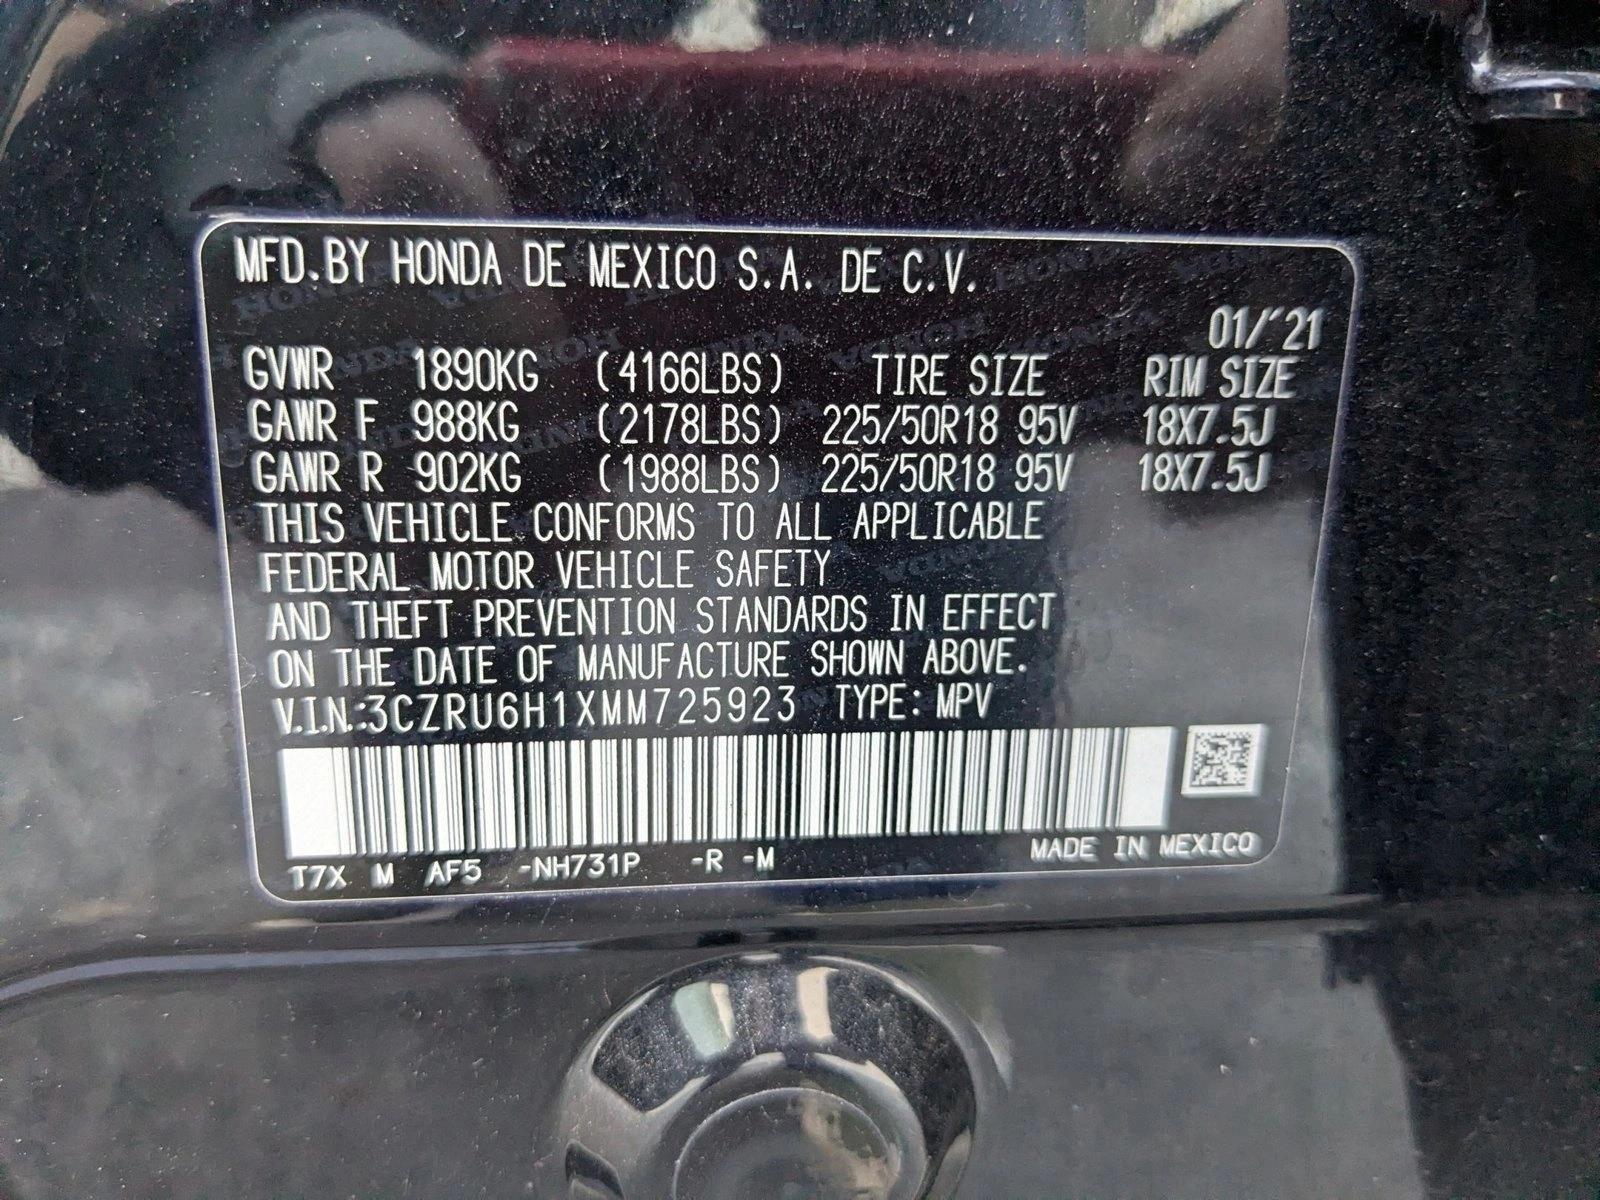 MFD.BY HONDA DE MEXICO S.A. DE C.V.
01/'21
GVWR 1890KG (4166LBS) TIRE SIZE RIM SIZE
GAWR F 988KG (2178LBS) 225/50R18 95V 18X7.5J
GAWR R 902KG (1988LBS) 225/50R18 95V 18X7.5J
THIS VEHICLE CONFORMS TO ALL APPLICABLE
FEDERAL MOTOR VEHICLE SAFETY
AND THEFT PREVENTION STANDARDS IN EFFECT
ON THE DATE OF MANUFACTURE SHOWN ABOVE.
V.I.N.:3CZRU6H1XMM725923 TYPE: MPV
T7X M AF5 -NH731P -R -M MADE IN MEXICO